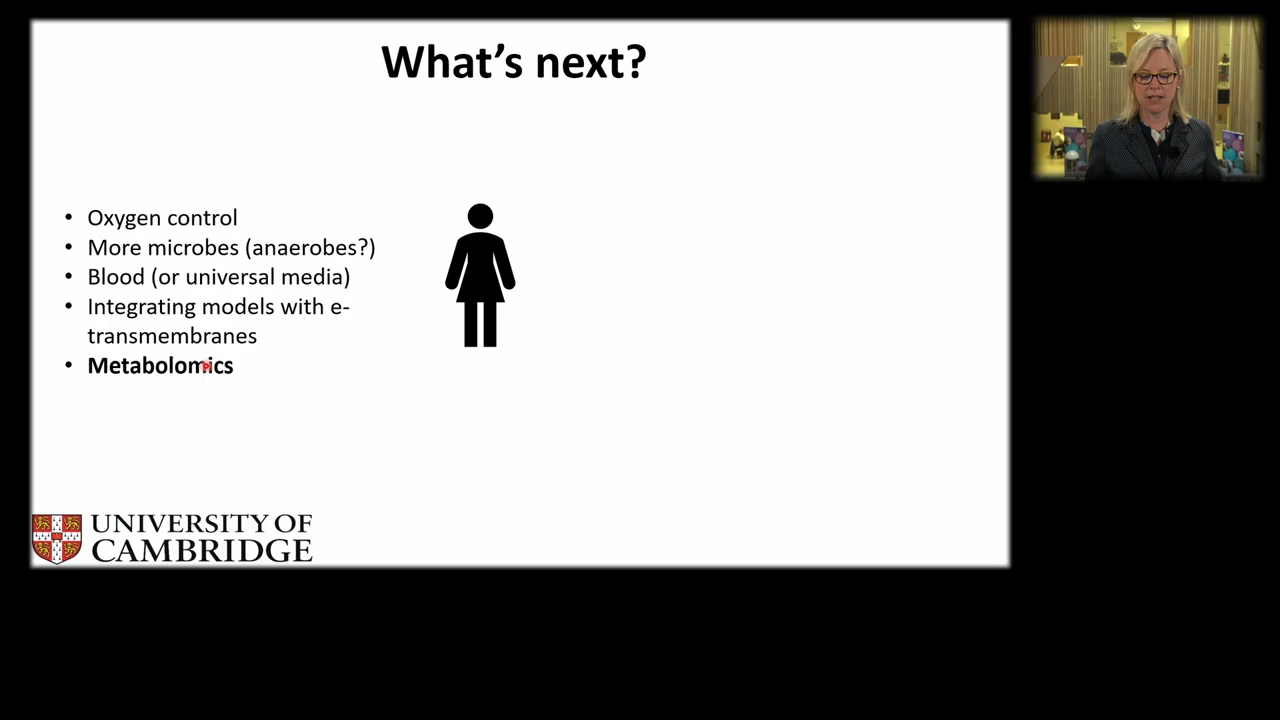 What’s next?
• Oxygen control
• More microbes (anaerobes?)
• Blood (or universal media)
• Integrating models with e-
transmembranes
• Metabolomics
UNIVERSITY OF
CAMBRIDGE